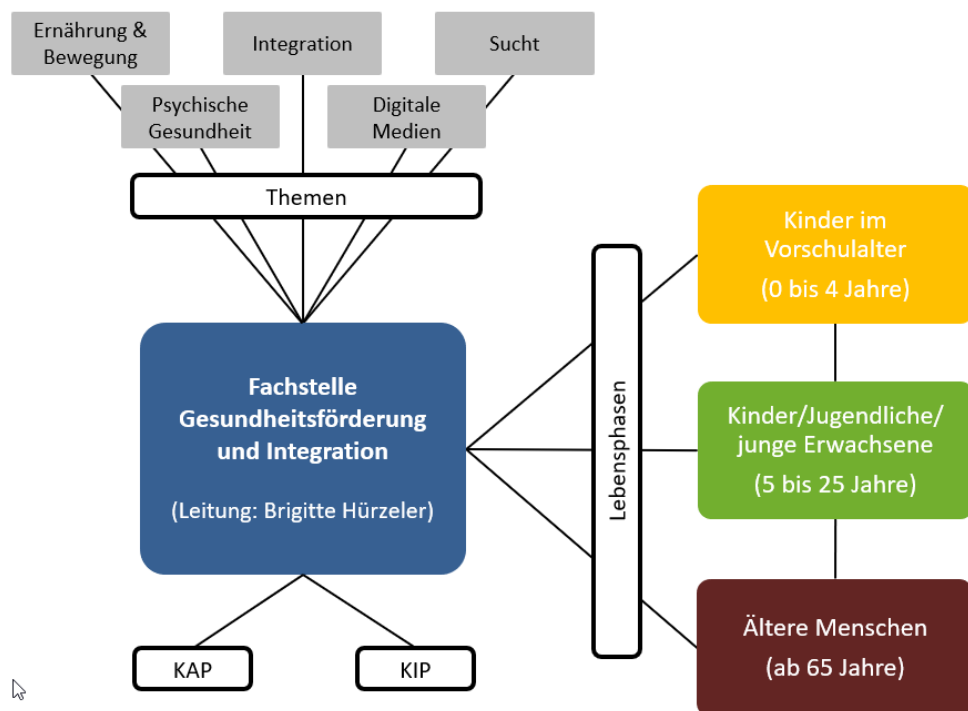 Ernährung &
Bewegung
Integration
Sucht
Psychische
Gesundheit
Digitale
Medien
Themen
Fachstelle
Gesundheitsförderung
und Integration
(Leitung: Brigitte Hürzeler)
KAP
KIP
Lebensphasen
Kinder im
Vorschulalter
(0 bis 4 Jahre)
Kinder/Jugendliche/
junge Erwachsene
(5 bis 25 Jahre)
Ältere Menschen
(ab 65 Jahre)